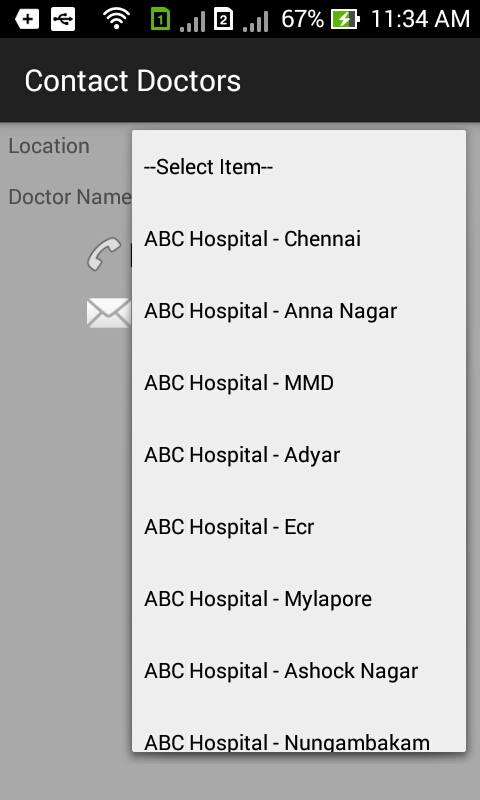 1 2 67% 11:34 AM
Contact Doctors
Location
Doctor Name
--Select Item--
ABC Hospital - Chennai
ABC Hospital - Anna Nagar
ABC Hospital - MMD
ABC Hospital - Adyar
ABC Hospital - Ecr
ABC Hospital - Mylapore
ABC Hospital - Ashock Nagar
ABC Hospital - Nungambakam